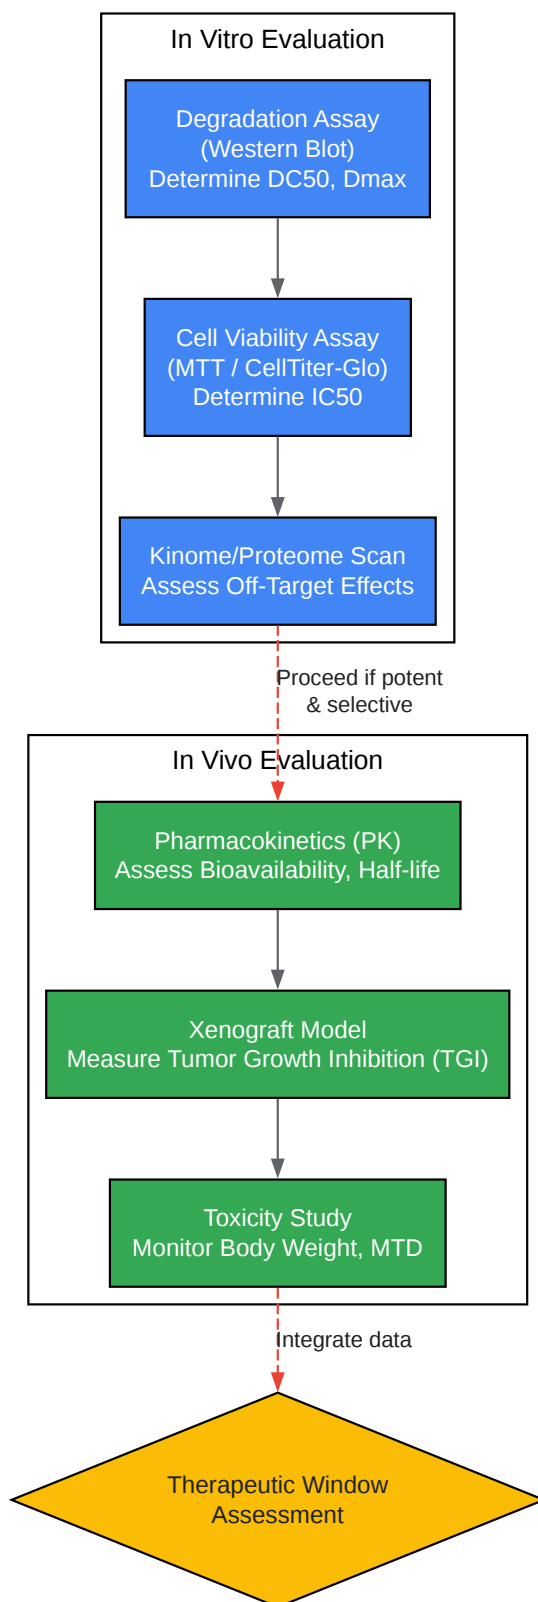 In Vitro Evaluation
Degradation Assay
(Western Blot)
Determine DC50, Dmax
Cell Viability Assay
(MTT / CellTiter-Glo)
Determine IC50
Kinome/Proteome Scan
Assess Off-Target Effects
Proceed if potent
& selective
In Vivo Evaluation
Pharmacokinetics (PK)
Assess Bioavailability, Half-life
Xenograft Model
Measure Tumor Growth Inhibition (TGI)
Toxicity Study
Monitor Body Weight, MTD
Integrate data
Therapeutic Window
Assessment